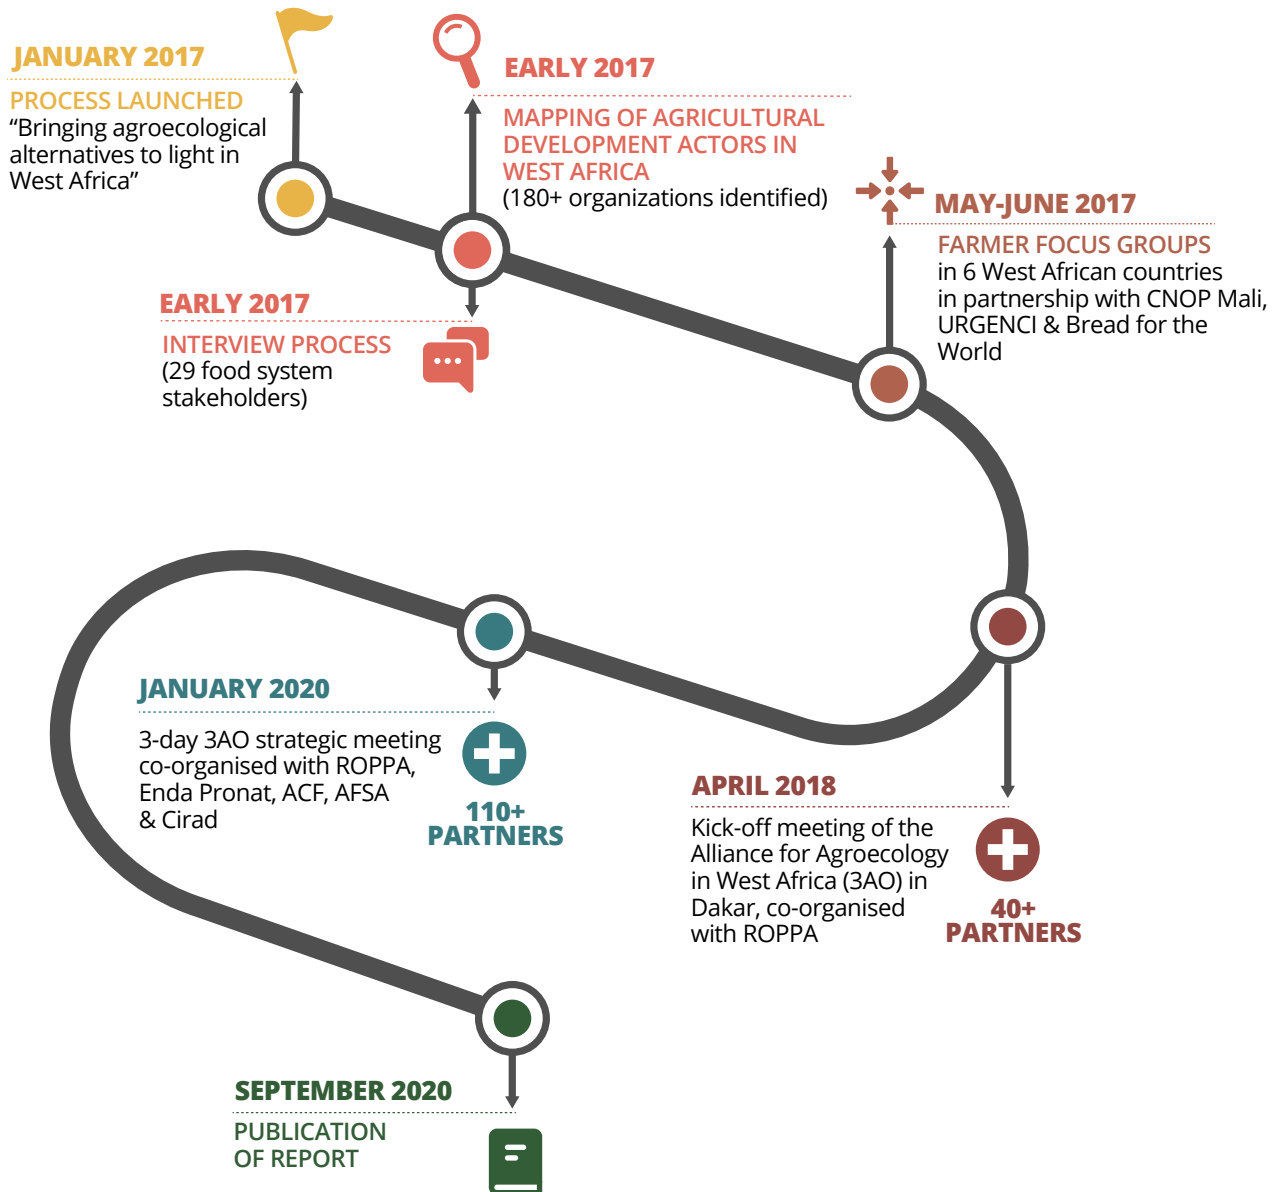 JANUARY 2017
PROCESS LAUNCHED
“Bringing agroecological
alternatives to light in
West Africa”
EARLY 2017
MAPPING OF AGRICULTURAL
DEVELOPMENT ACTORS IN
WEST AFRICA
(180+ organizations identified)
EARLY 2017
INTERVIEW PROCESS
(29 food system
stakeholders)
MAY-JUNE 2017
FARMER FOCUS GROUPS
in 6 West African countries
in partnership with CNOP Mali,
URGENCI & Bread for the
World
APRIL 2018
Kick-off meeting of the
Alliance for Agroecology
in West Africa (3AO) in
Dakar, co-organised
with ROPPA
40+
PARTNERS
JANUARY 2020
3-day 3AO strategic meeting
co-organised with ROPPA,
Enda Pronat, ACF, AFSA
& Cirad
110+
PARTNERS
SEPTEMBER 2020
PUBLICATION
OF REPORT